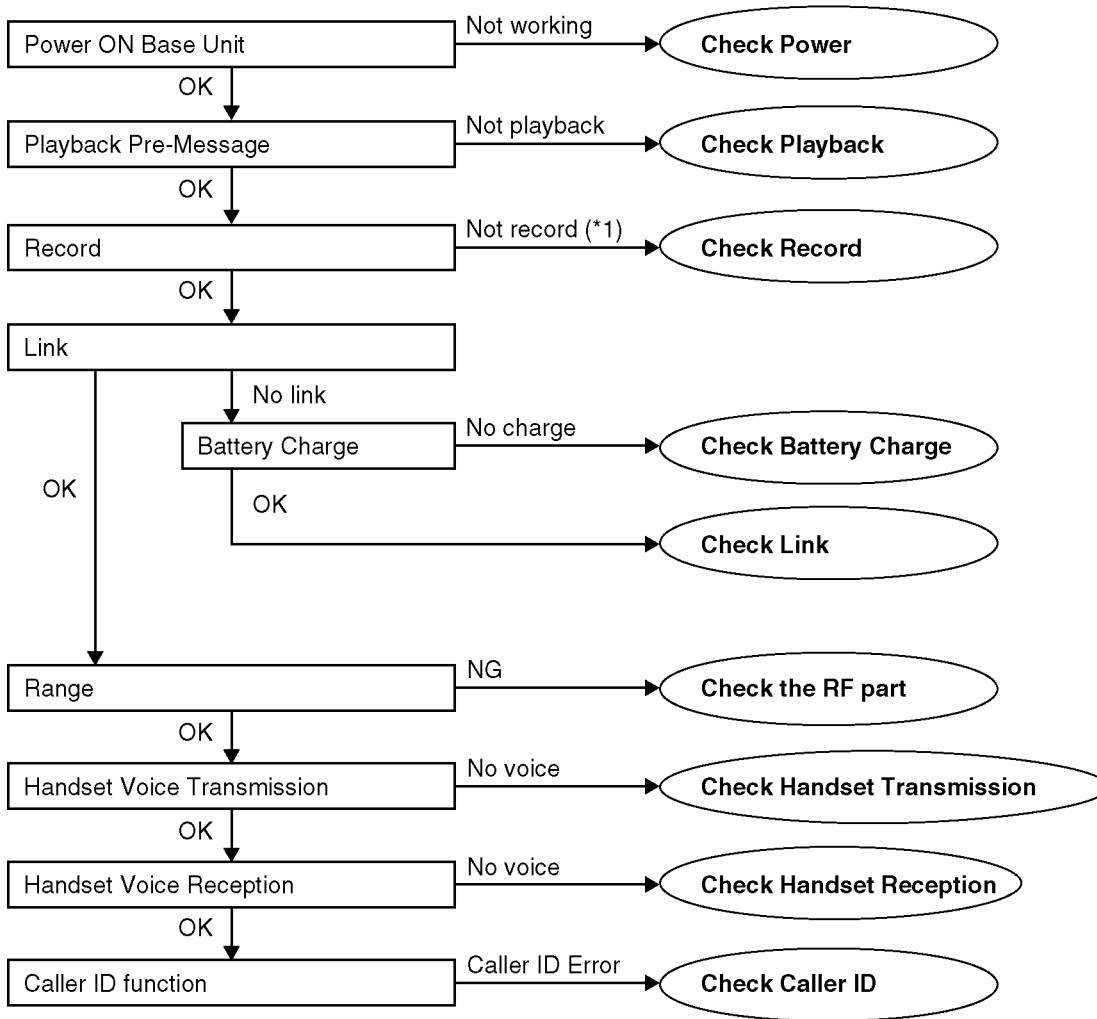 Power ON Base Unit
Not working
Check Power
OK
Playback Pre-Message
Not playback
Check Playback
OK
Record
Not record (*1)
Check Record
OK
Link
No link
Battery Charge
No charge
Check Battery Charge
OK
OK
Check Link
Range
NG
Check the RF part
OK
Handset Voice Transmission
No voice
Check Handset Transmission
OK
Handset Voice Reception
No voice
Check Handset Reception
OK
Caller ID function
Caller ID Error
Check Caller ID